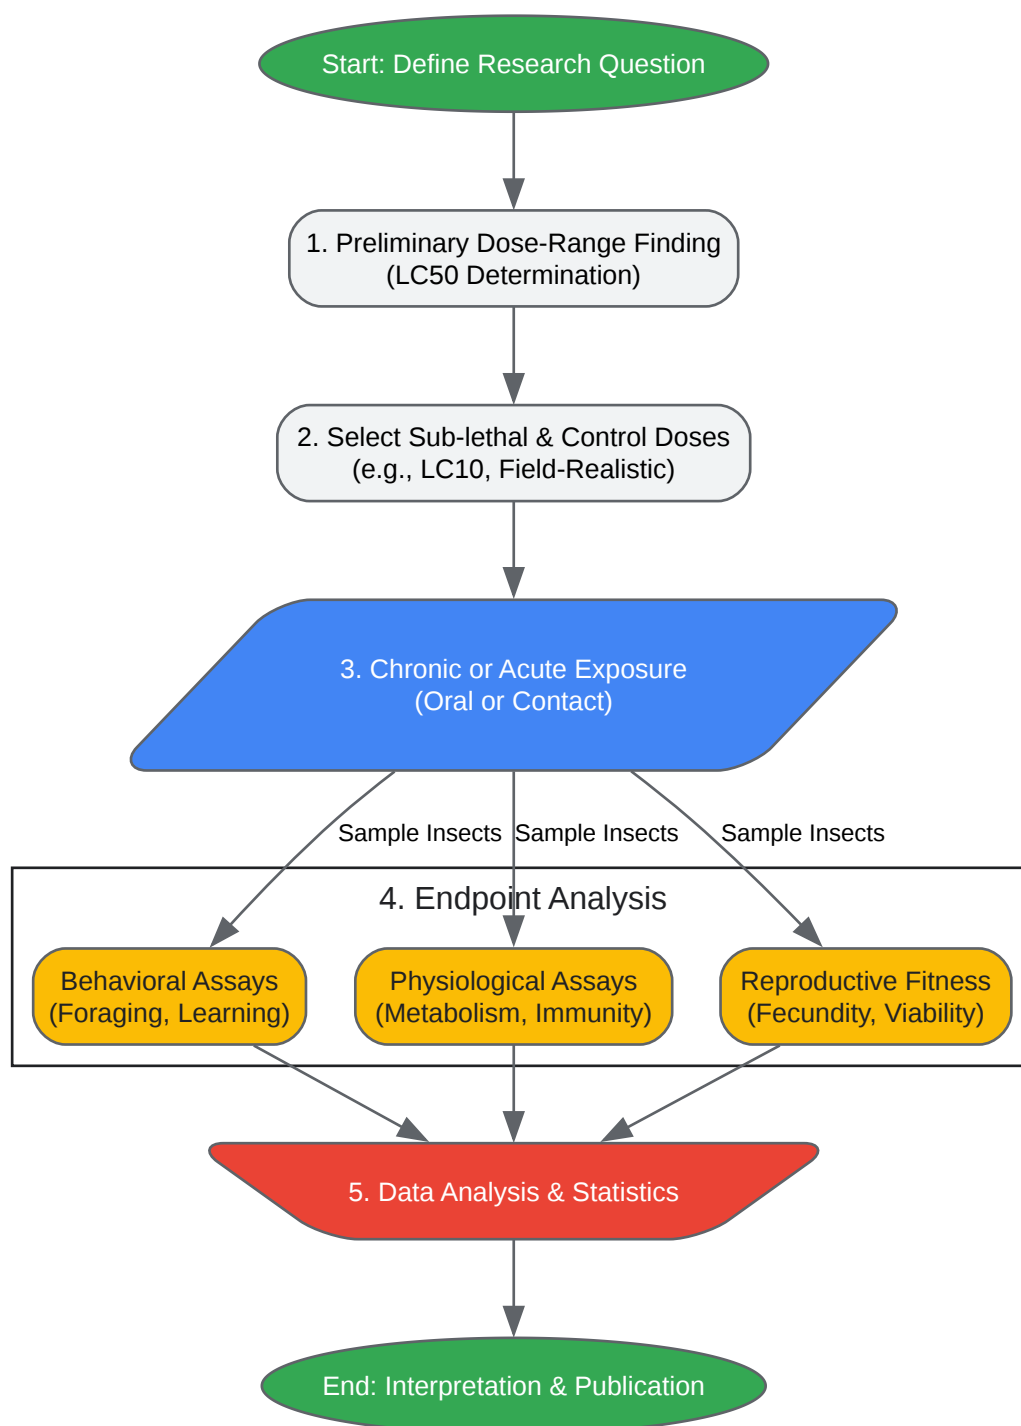 Start: Define Research Question
1. Preliminary Dose-Range Finding
(LC50 Determination)
2. Select Sub-lethal & Control Doses
(e.g., LC10, Field-Realistic)
3. Chronic or Acute Exposure
(Oral or Contact)
Sample Insects
Sample Insects
Sample Insects
4. Endpoint Analysis
Behavioral Assays
(Foraging, Learning)
Physiological Assays
(Metabolism, Immunity)
Reproductive Fitness
(Fecundity, Viability)
5. Data Analysis & Statistics
End: Interpretation & Publication